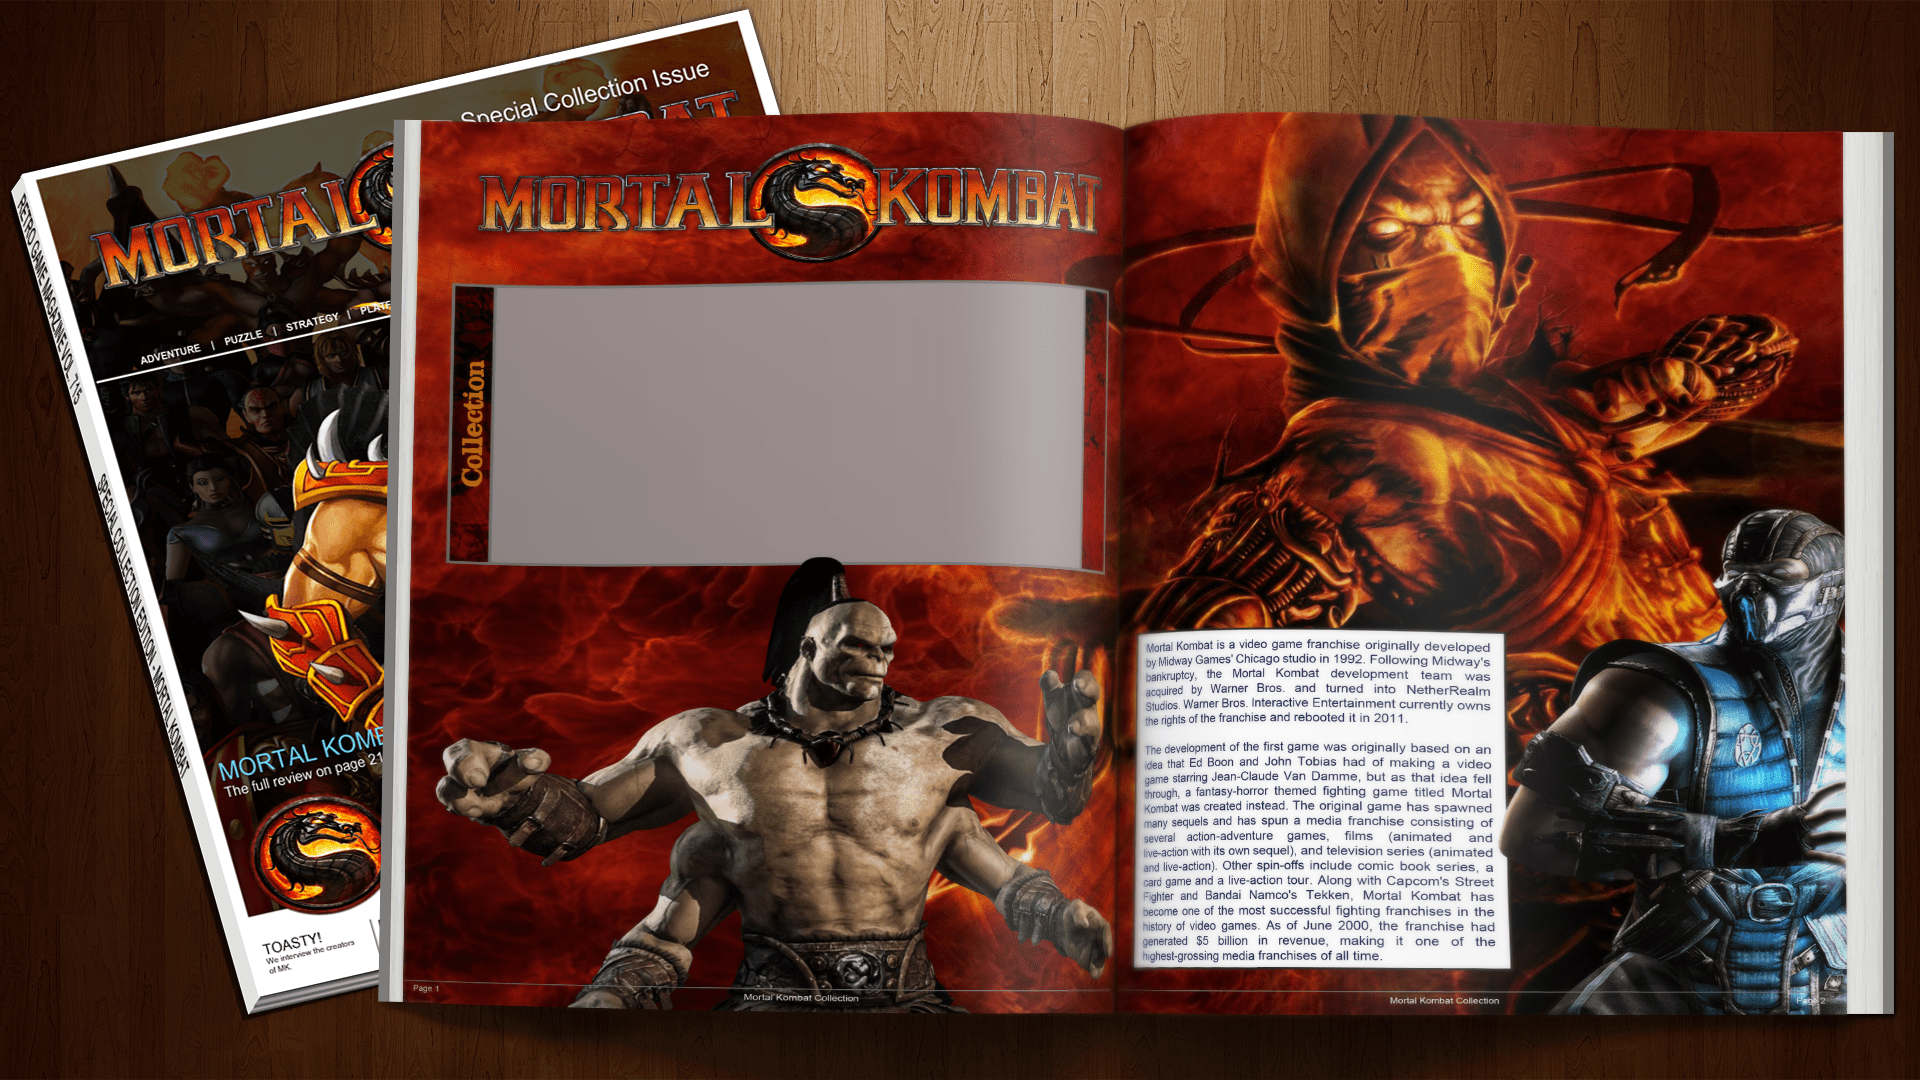 Special Collection Issue
MORTAL
BAT
ADVENTURE | PUZZLE | STRATEGY |
RETRO GAME MAGAZINE VOL. 715
SPECIAL COLLECTION EDITION - MORTAL KOMBAT
MORTAL KOMB
The full review on page 21
TOASTY!
We interview the creators
of MK.
MORTAL KOMBAT
Collection
Page 1
Mortal Kombat Collection
Mortal Kombat is a video game franchise originally developed
by Midway Games' Chicago studio in 1992. Following Midway's
bankruptcy, the Mortal Kombat development team was
acquired by Warner Bros. and turned into NetherRealm
Studios. Warner Bros. Interactive Entertainment currently owns
the rights of the franchise and rebooted it in 2011.
The development of the first game was originally based on an
idea that Ed Boon and John Tobias had of making a video
game starring Jean-Claude Van Damme, but as that idea fell
through, a fantasy-horror themed fighting game titled Mortal
Kombat was created instead. The original game has spawned
many sequels and has spun a media franchise consisting of
several action-adventure games, films (animated and
live-action with its own sequel), and television series (animated
and live-action). Other spin-offs include comic book series, a
card game and a live-action tour. Along with Capcom's Street
Fighter and Bandai Namco's Tekken, Mortal Kombat has
become one of the most successful fighting franchises in the
history of video games. As of June 2000, the franchise had
generated $5 billion in revenue, making it one of the
highest-grossing media franchises of all time.
Mortal Kombat Collection
Page 2